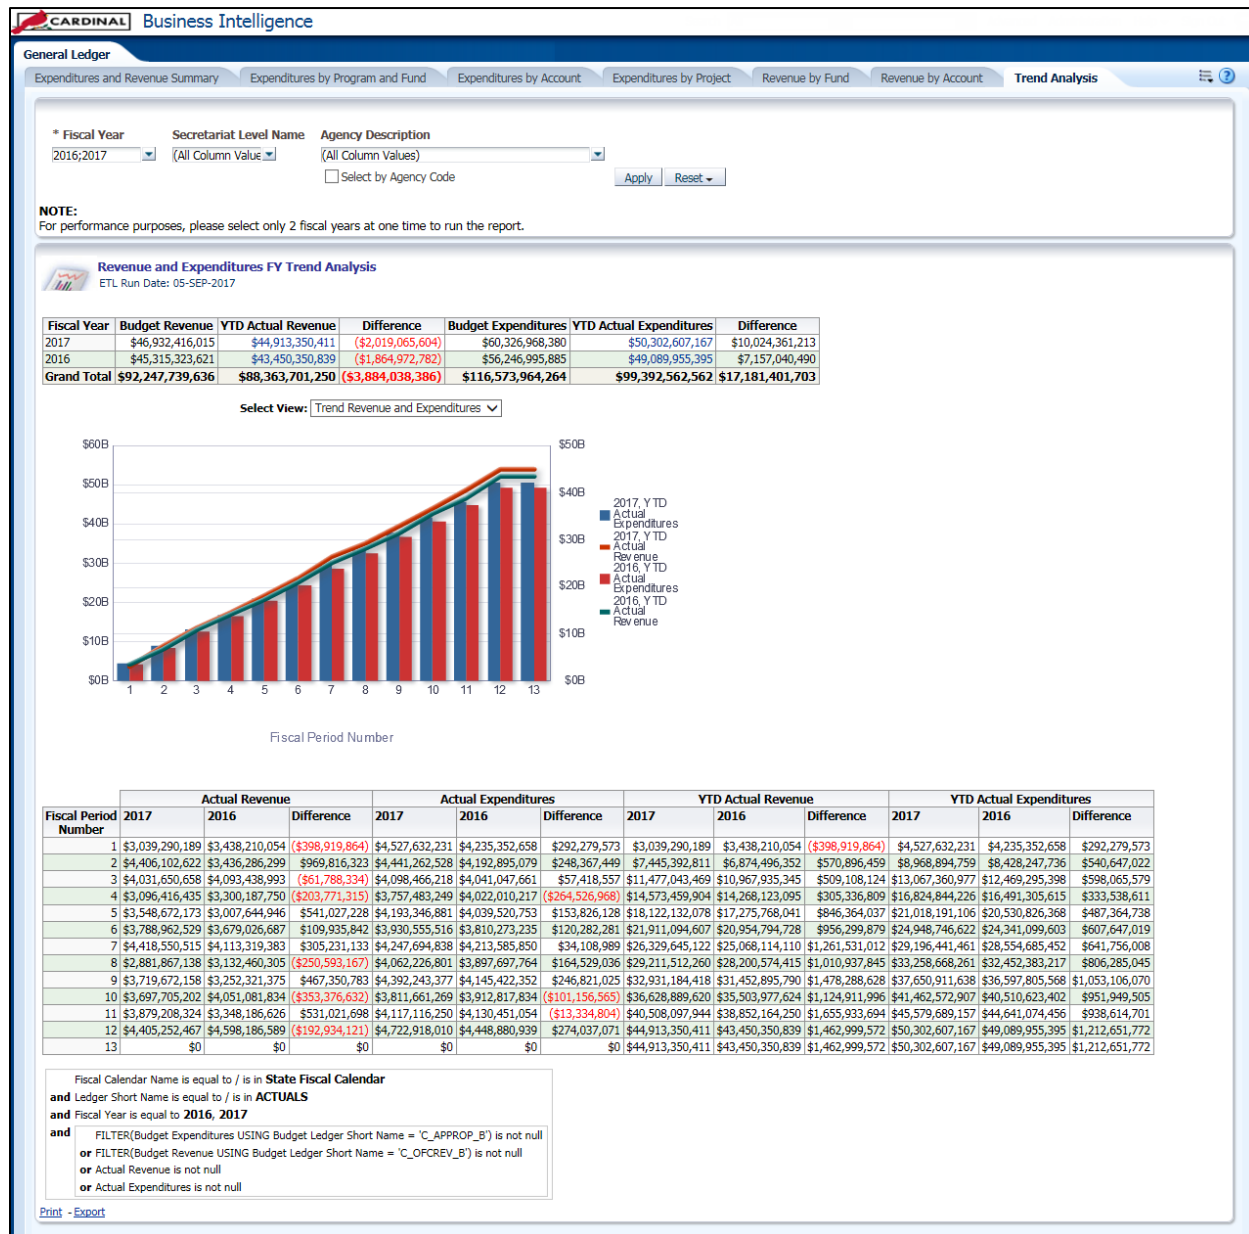 CARDINAL Business Intelligence
General Ledger
Expenditures and Revenue Summary Expenditures by Program and Fund Expenditures by Account Expenditures by Project Revenue by Fund Revenue by Account Trend Analysis
* Fiscal Year Secretariat Level Name Agency Description
2016;2017 (All Column Value (All Column Values)
Select by Agency Code Apply Reset
NOTE:
For performance purposes, please select only 2 fiscal years at one time to run the report.
Revenue and Expenditures FY Trend Analysis
ETL Run Date: 05-SEP-2017
Fiscal Year Budget Revenue YTD Actual Revenue Difference Budget Expenditures YTD Actual Expenditures Difference
2017 $46,932,416,015 $44,913,350,411 ($2,019,065,604) $60,326,968,380 $50,302,607,167 $10,024,361,213
2016 $45,315,323,621 $43,450,350,839 ($1,864,972,782) $56,246,995,885 $49,089,955,395 $7,157,040,490
Grand Total $92,247,739,636 $88,363,701,250 ($3,884,038,386) $116,573,964,264 $99,392,562,562 $17,181,401,703
Select View: Trend Revenue and Expenditures
$60B $50B
$50B
$40B
$40B
$30B
$30B
$20B
$20B
$10B
$10B
$0B $0B
1 2 3 4 5 6 7 8 9 10 11 12 13
Fiscal Period Number
2017, YTD
Actual
Expenditures
2017, YTD
Actual
Revenue
2016, YTD
Actual
Expenditures
2016, YTD
Actual
Revenue
Actual Revenue Actual Expenditures YTD Actual Revenue YTD Actual Expenditures
Fiscal Period 2017 2016 Difference 2017 2016 Difference 2017 2016 Difference 2017 2016 Difference
Number
1 $3,039,290,189 $3,438,210,054 ($398,919,864) $4,527,632,231 $4,235,352,658 $292,279,573 $3,039,290,189 $3,438,210,054 ($398,919,864) $4,527,632,231 $4,235,352,658 $292,279,573
2 $4,406,102,622 $3,436,286,299 $969,816,323 $4,441,262,528 $4,192,895,079 $248,367,449 $7,445,392,811 $6,874,496,352 $570,896,459 $8,968,894,759 $8,428,247,736 $540,647,022
3 $4,031,650,658 $4,093,438,993 ($61,788,334) $4,098,466,218 $4,041,047,661 $57,418,557 $11,477,043,469 $10,967,935,345 $509,108,124 $13,067,360,977 $12,469,295,398 $598,065,579
4 $3,096,416,435 $3,300,187,750 ($203,771,315) $3,757,483,249 $4,022,010,217 ($264,526,968) $14,573,459,904 $14,268,123,095 $305,336,809 $16,824,844,226 $16,491,305,615 $333,538,611
5 $3,548,672,173 $3,007,644,946 $541,027,228 $4,193,346,881 $4,039,520,753 $153,826,128 $18,122,132,078 $17,275,768,041 $846,364,037 $21,018,191,106 $20,530,826,368 $487,364,738
6 $3,788,962,529 $3,679,026,687 $109,935,842 $3,930,555,516 $3,810,273,235 $120,282,281 $21,911,094,607 $20,954,794,728 $956,299,879 $24,948,746,622 $24,341,099,603 $607,647,019
7 $4,418,550,515 $4,113,319,383 $305,231,133 $4,247,694,838 $4,213,585,850 $34,108,989 $26,329,645,122 $25,068,114,110 $1,261,531,012 $29,196,441,461 $28,554,685,452 $641,756,008
8 $2,881,867,138 $3,132,460,305 ($250,593,167) $4,062,226,801 $3,897,697,764 $164,529,036 $29,211,512,260 $28,200,574,415 $1,010,937,845 $33,258,668,261 $32,452,383,217 $806,285,045
9 $3,719,672,158 $3,252,321,375 $467,350,783 $4,392,243,377 $4,145,422,352 $246,821,025 $32,931,184,418 $31,452,895,790 $1,478,288,628 $37,650,911,638 $36,597,805,568 $1,053,106,070
10 $3,697,705,202 $4,051,081,834 ($353,376,632) $3,811,661,269 $3,912,817,834 ($101,156,565) $36,628,889,620 $35,503,977,624 $1,124,911,996 $41,462,572,907 $40,510,623,402 $951,949,505
11 $3,879,208,324 $3,348,186,626 $531,021,698 $4,117,116,250 $4,130,451,054 ($13,334,804) $40,508,097,944 $38,852,164,250 $1,655,933,694 $45,579,689,157 $44,641,074,456 $938,614,701
12 $4,405,252,467 $4,598,186,589 ($192,934,121) $4,722,918,010 $4,448,880,939 $274,037,071 $44,913,350,411 $43,450,350,839 $1,462,999,572 $50,302,607,167 $49,089,955,395 $1,212,651,772
13 $0 $0 $0 $0 $0 $0 $44,913,350,411 $43,450,350,839 $1,462,999,572 $50,302,607,167 $49,089,955,395 $1,212,651,772
Fiscal Calendar Name is equal to / is in State Fiscal Calendar
and Ledger Short Name is equal to / is in ACTUALS
and Fiscal Year is equal to 2016, 2017
and FILTER(Budget Expenditures USING Budget Ledger Short Name = 'C_APPROP_B') is not null
or FILTER(Budget Revenue USING Budget Ledger Short Name = 'C_OFCREV_B') is not null
or Actual Revenue is not null
or Actual Expenditures is not null
Print - Export